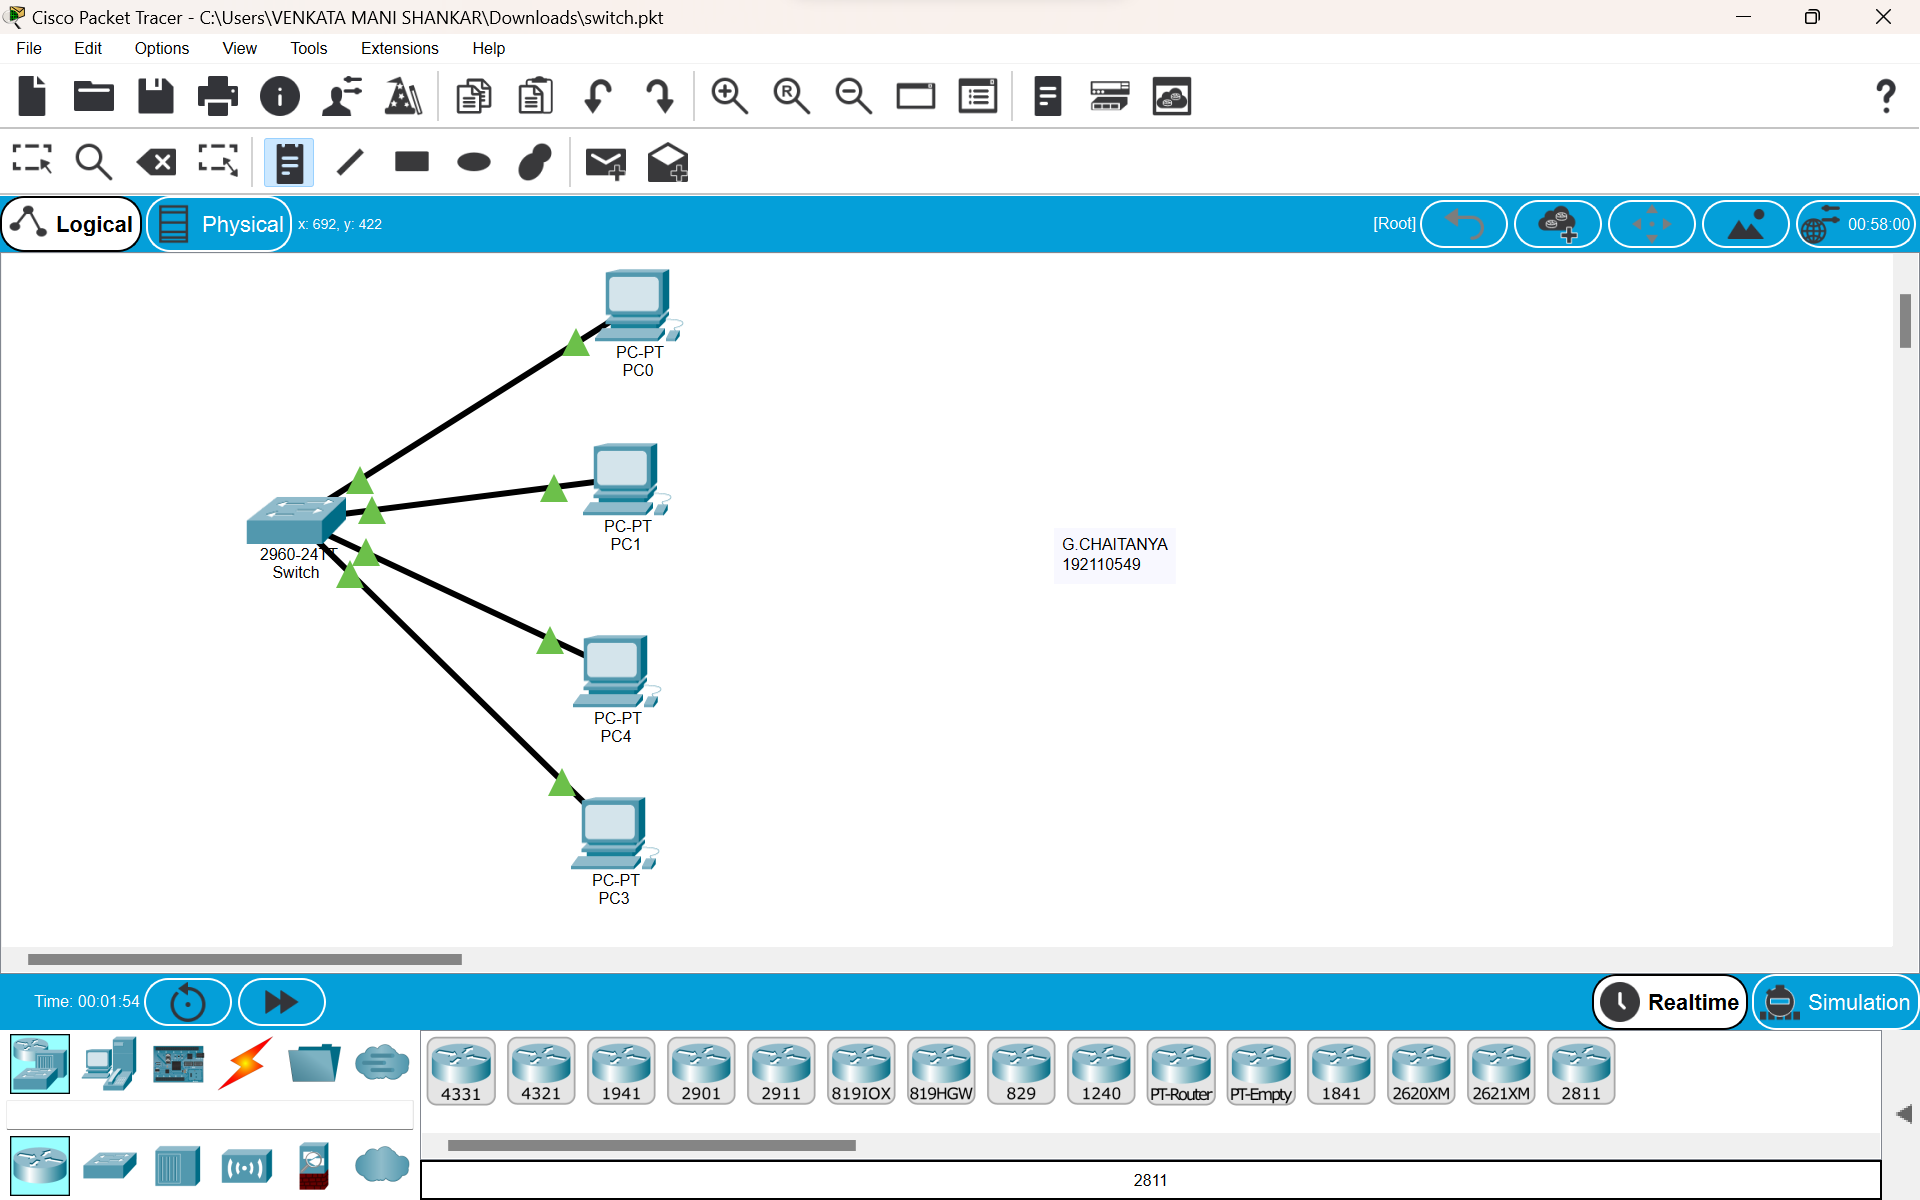 Cisco Packet Tracer - C:\Users\VENKATA MANI SHANKAR\Downloads\switch.pkt
File Edit Options View Tools Extensions Help
Logical Physical x: 692, y: 422 [Root] 00:58:00
PC-PT
PC0
PC-PT
PC1
2960-24TT
Switch
G.CHAITANYA
192110549
PC-PT
PC4
PC-PT
PC3
Time: 00:01:54 Realtime Simulation
4331 4321 1941 2901 2911 819IOX 819HGW 829 1240 PT-Router PT-Empty 1841 2620XM 2621XM 2811
2811